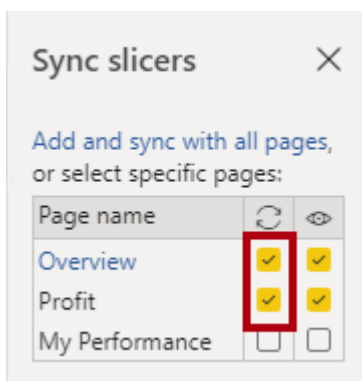 Sync slicers
Add and sync with all pages,
or select specific pages:
Page name
Overview
Profit
My Performance